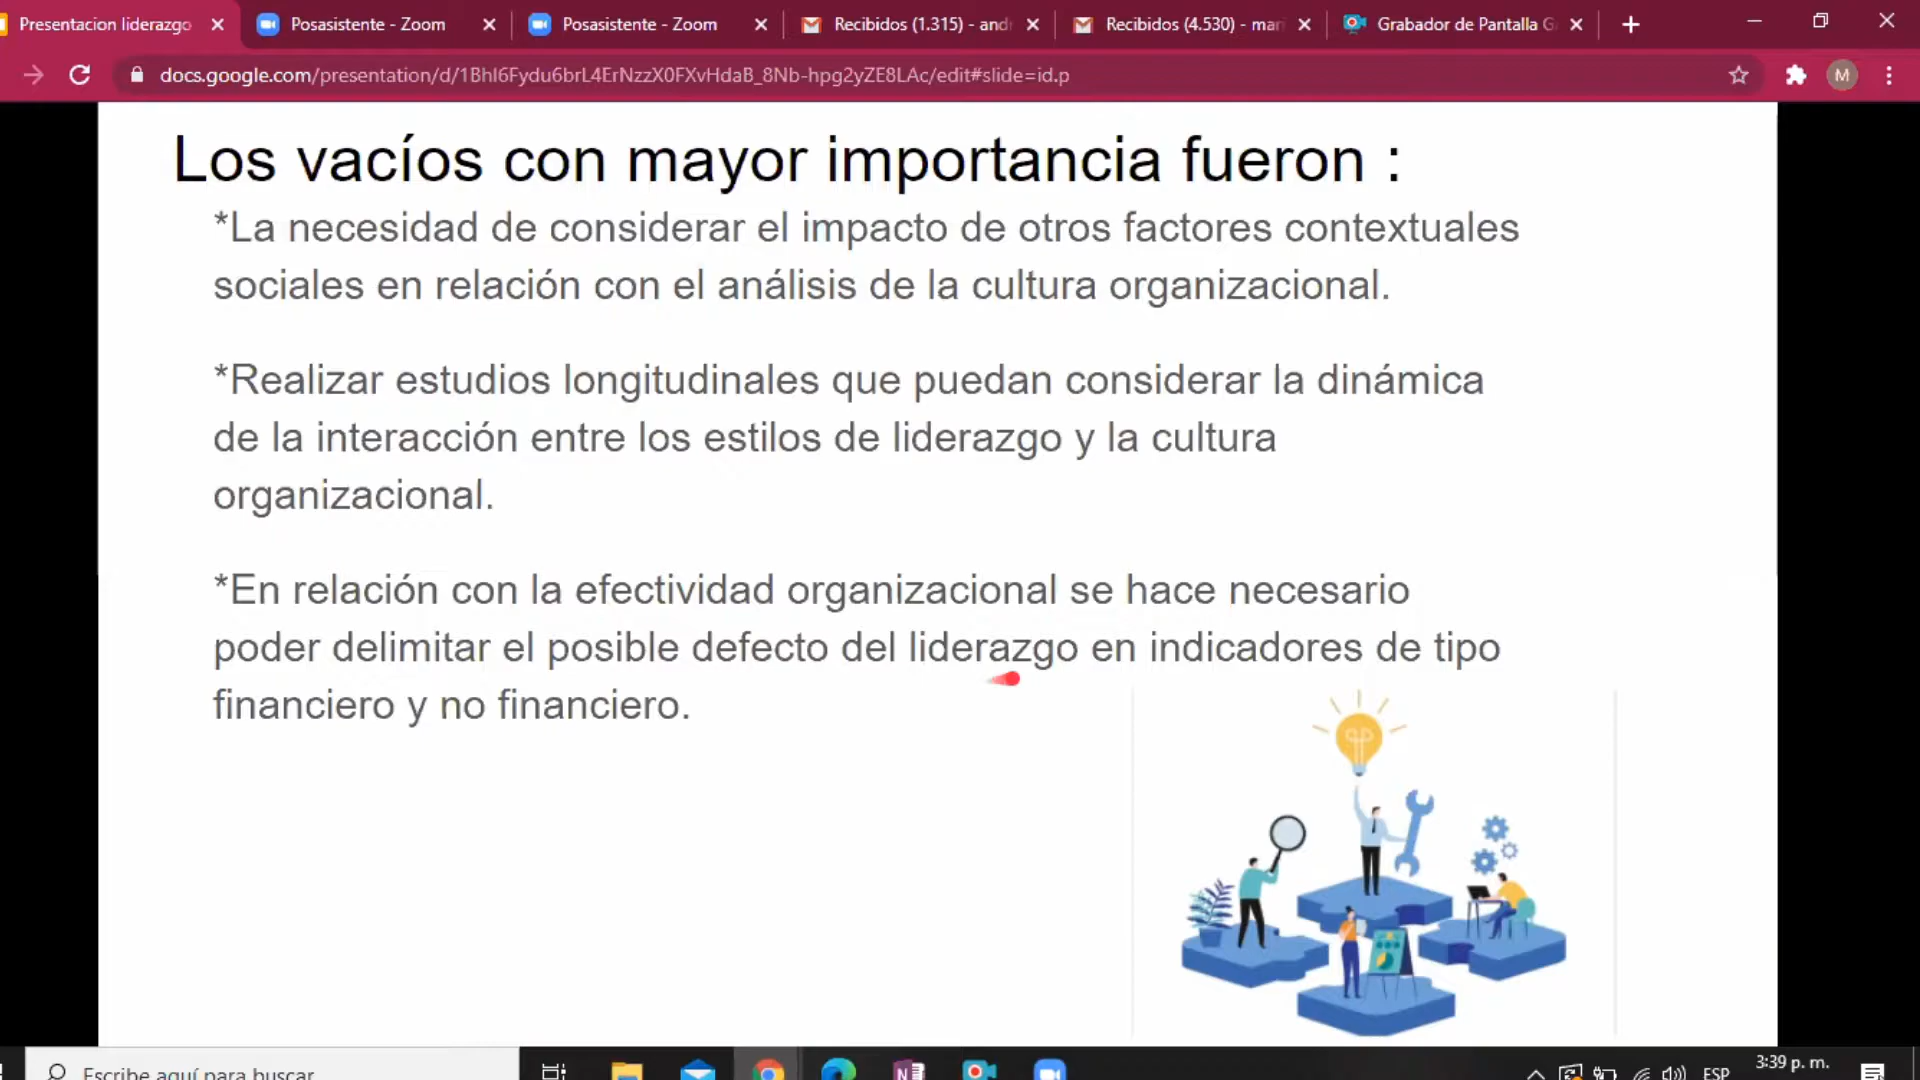 Presentacion liderazgo
Posasistente - Zoom
Posasistente - Zoom
Recibidos (1.315) - and
Recibidos (4.530) - mari
Grabador de Pantalla G
docs.google.com/presentation/d/1Bhl6Fydu6brL4ErNzzX0FXvHdaB_8Nb-hpg2yZE8LAc/edit#slide=id.p
M
Los vacíos con mayor importancia fueron :
*La necesidad de considerar el impacto de otros factores contextuales
sociales en relación con el análisis de la cultura organizacional.
*Realizar estudios longitudinales que puedan considerar la dinámica
de la interacción entre los estilos de liderazgo y la cultura
organizacional.
*En relación con la efectividad organizacional se hace necesario
poder delimitar el posible defecto del liderazgo en indicadores de tipo
financiero y no financiero.
Escribe aquí para buscar
N
ESP
3:39 p. m.